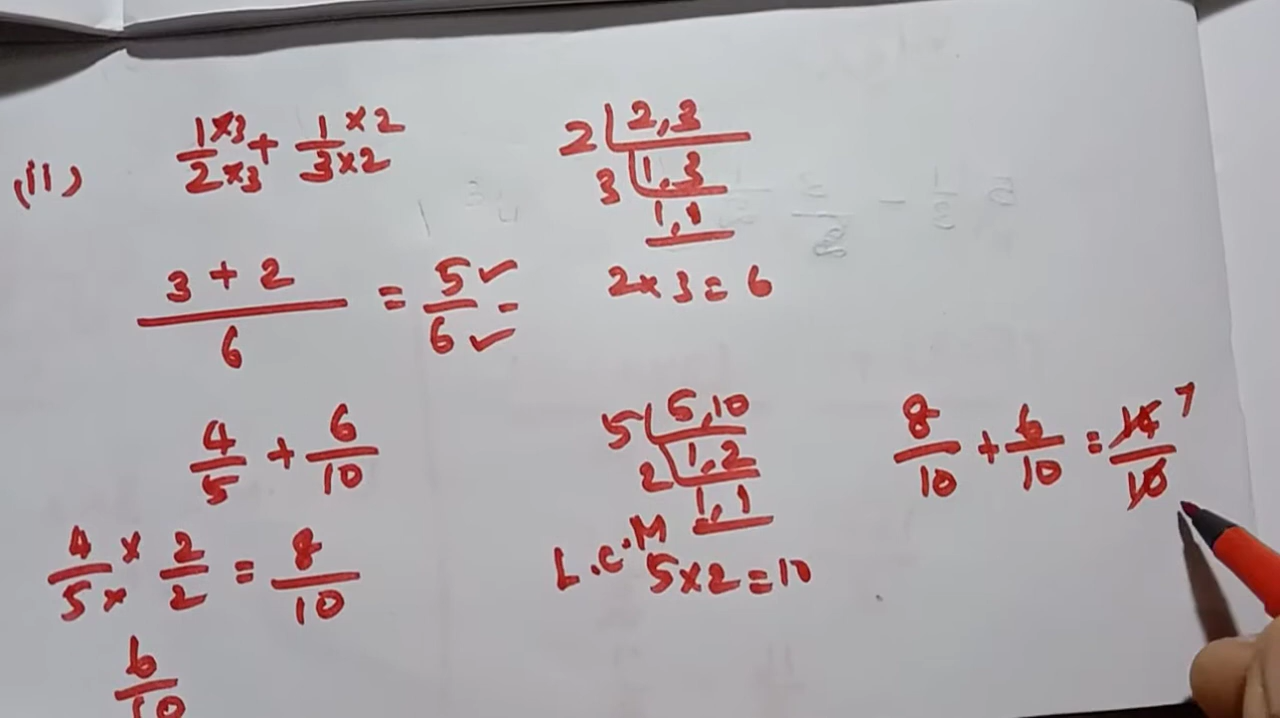 (ii) 1×3/2×3 + 1×2/3×2
2 | 2,3
3 | 1,3
1,1
3+2/6 = 5/6 =
2×3=6
4/5 + 6/10
5 | 5,10
2 | 1,2
1,1
L.C.M 5×2=10
8/10 + 6/10 = 14/10 7
4/5 × 2/2 = 8/10
6/10